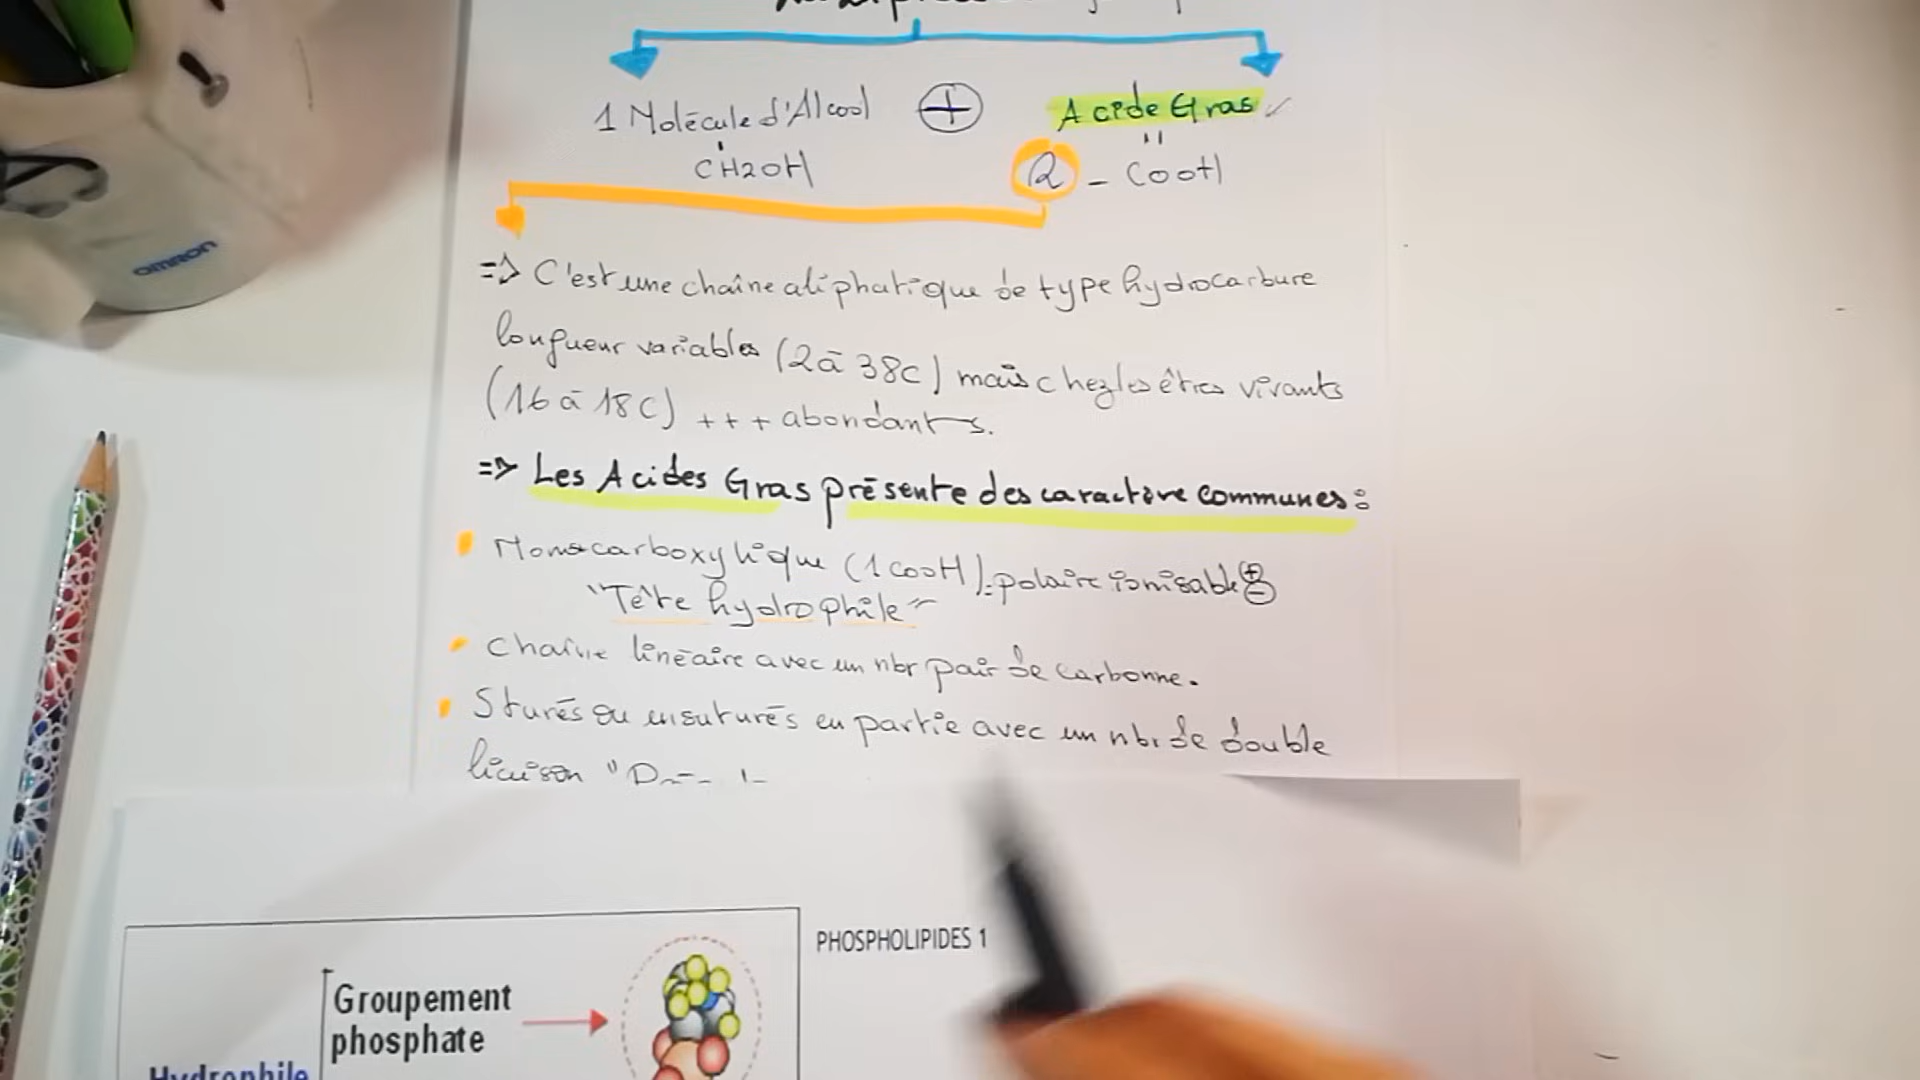 1 Molécule d'Alcool + Acide Gras
CH2OH R - COOH
omron
=> C'est une chaîne aliphatique de type hydrocarbure
longueur variables (2 à 38C) mais chez les êtres vivants
(16 à 18C) +++ abondants.
=> Les Acides Gras présente des caractère communes :
Monocarboxylique (1 COOH) : polaire ionisable + -
"Tête hydrophile"
Chaîne linéaire avec un nbr pair de carbonne.
Sturés ou insuturés en partie avec un nbr de double
liaison "
PHOSPHOLIPIDES 1
Groupement
phosphate
Hydrophile